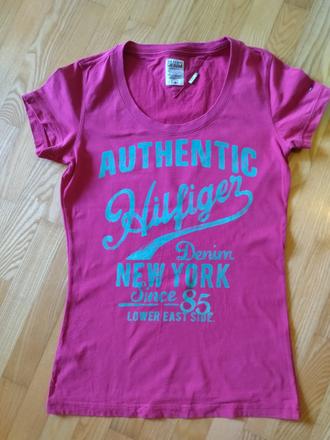 AUTHENTIC
Hilfiger
Denim
NEW YORK
Since 85
LOWER EAST SIDE.